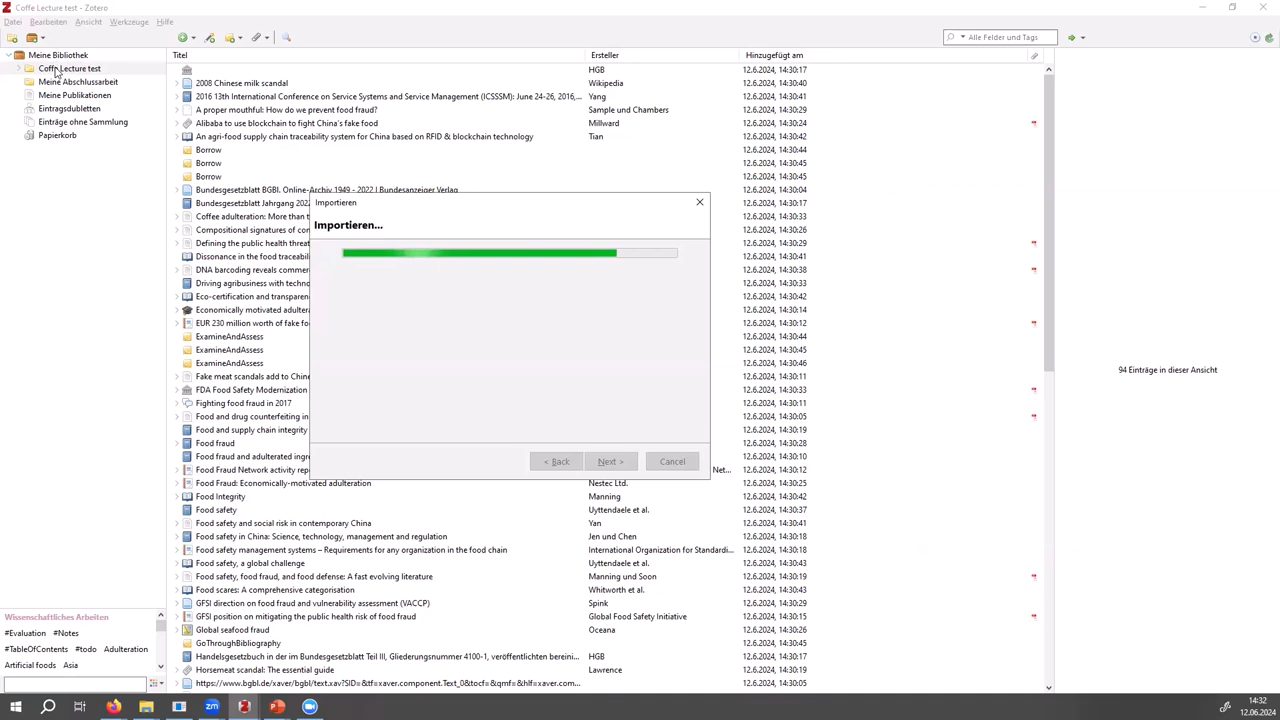 Coffe Lecture test - Zotero
Datei Bearbeiten Ansicht Werkzeuge Hilfe
Alle Felder und Tags
Meine Bibliothek
Coffe Lecture test
Meine Abschlussarbeit
Meine Publikationen
Eintragsdubletten
Einträge ohne Sammlung
Papierkorb
Titel Ersteller Hinzugefügt am
HGB 12.6.2024, 14:30:17
2008 Chinese milk scandal Wikipedia 12.6.2024, 14:30:40
2016 13th International Conference on Service Systems and Service Management (ICSSSM): June 24-26, 2016,... Yang 12.6.2024, 14:30:42
A proper mouthful: How do we prevent food fraud? Sample und Chambers 12.6.2024, 14:30:28
Alibaba to use blockchain to fight China's fake food Millward 12.6.2024, 14:30:17
An agri-food supply chain traceability system for China based on RFID & blockchain technology Tian 12.6.2024, 14:30:42
Borrow 12.6.2024, 14:30:44
Borrow 12.6.2024, 14:30:45
Borrow 12.6.2024, 14:30:45
Bundesgesetzblatt BGBl. Online-Archiv 1949 - 2022 | Bundesanzeiger Verlag 12.6.2024, 14:30:04
Bundesgesetzblatt Jahrgang 2022 12.6.2024, 14:30:07
Coffee adulteration: More than t 12.6.2024, 14:30:33
Compositional signatures of con 12.6.2024, 14:30:26
Defining the public health threat 12.6.2024, 14:30:29
Dissonance in the food traceabili 12.6.2024, 14:30:41
DNA barcoding reveals commer 12.6.2024, 14:30:38
Driving agribusiness with techno 12.6.2024, 14:30:31
Eco-certification and transparen 12.6.2024, 14:30:42
Economically motivated adultera 12.6.2024, 14:30:14
EUR 230 million worth of fake fo 12.6.2024, 14:30:12
ExamineAndAssess 12.6.2024, 14:30:44
ExamineAndAssess 12.6.2024, 14:30:45
ExamineAndAssess 12.6.2024, 14:30:46
Fake meat scandals add to Chine 12.6.2024, 14:30:11
FDA Food Safety Modernization 12.6.2024, 14:30:33
Fighting food fraud in 2017 12.6.2024, 14:30:11
Food and drug counterfeiting in 12.6.2024, 14:30:05
Food and supply chain integrity 12.6.2024, 14:30:19
Food fraud 12.6.2024, 14:30:28
Food fraud and adulterated ingre 12.6.2024, 14:30:10
Food Fraud Network activity rep Net... 12.6.2024, 14:30:19
Food Fraud: Economically-motivated adulteration Nestec Ltd. 12.6.2024, 14:30:25
Food Integrity Manning 12.6.2024, 14:30:42
Food safety Uyttendaele et al. 12.6.2024, 14:30:37
Food safety and social risk in contemporary China Yan 12.6.2024, 14:30:41
Food safety in China: Science, technology, management and regulation Jen und Chen 12.6.2024, 14:30:18
Food safety management systems – Requirements for any organization in the food chain International Organization for Standardi... 12.6.2024, 14:30:18
Food safety, a global challenge Uyttendaele et al. 12.6.2024, 14:30:43
Food safety, food fraud, and food defense: A fast evolving literature Manning und Soon 12.6.2024, 14:30:19
Food scares: A comprehensive categorisation Whitworth et al. 12.6.2024, 14:30:43
GFSI direction on food fraud and vulnerability assessment (VACCP) Spink 12.6.2024, 14:30:29
GFSI position on mitigating the public health risk of food fraud Global Food Safety Initiative 12.6.2024, 14:30:15
Global seafood fraud Oceana 12.6.2024, 14:30:26
GoThroughBibliography 12.6.2024, 14:30:45
Handelsgesetzbuch in der im Bundesgesetzblatt Teil III, Gliederungsnummer 4100-1, veröffentlichten bereini... 12.6.2024, 14:30:17
Horsemeat scandal: The essential guide Lawrence 12.6.2024, 14:30:13
https://www.bgbl.de/xaver/bgbl/text.xav?SID=&tf=xaver.component.Text_0&tocf=&qmf=&hlf=xaver.com... 12.6.2024, 14:30:05
Importieren
Importieren...
< Back Next > Cancel
94 Einträge in dieser Ansicht
Wissenschaftliches Arbeiten
#Evaluation #Notes
#TableOfContents #todo Adulteration
Artificial foods Asia
14:32
12.06.2024